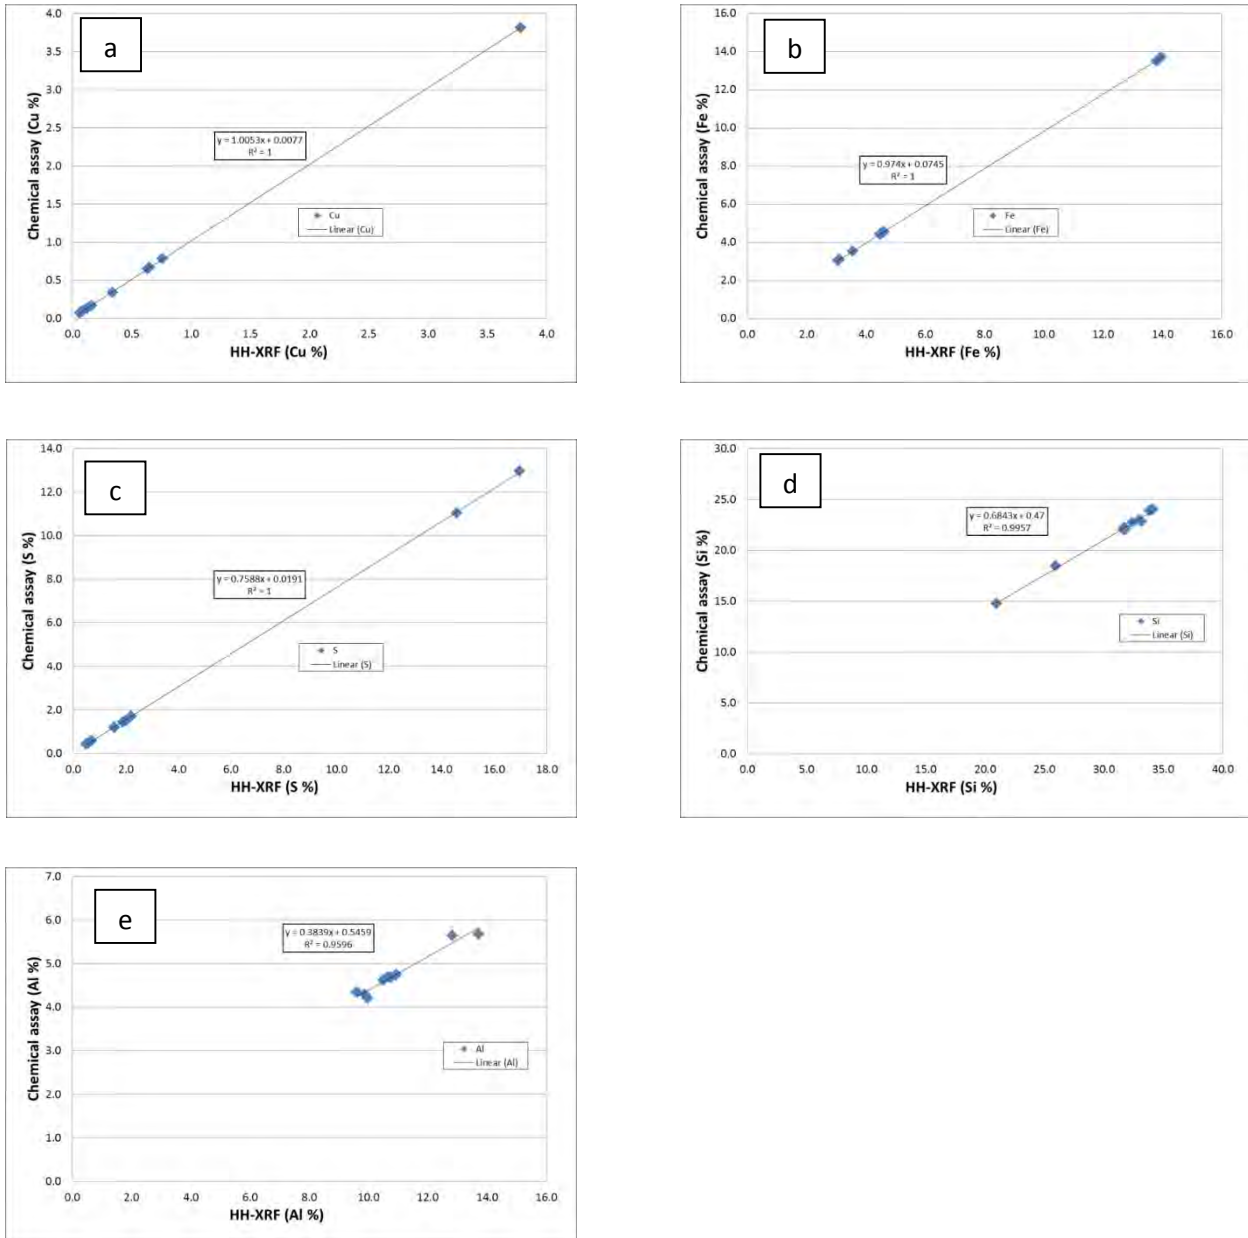 a
4.0
3.5
3.0
2.5
2.0
1.5
1.0
0.5
0.0
Chemical assay (Cu %)
y = 1.0053x + 0.0077
R² = 1
Cu
Linear (Cu)
0.0 0.5 1.0 1.5 2.0 2.5 3.0 3.5 4.0
HH-XRF (Cu %)
b
16.0
14.0
12.0
10.0
8.0
6.0
4.0
2.0
0.0
Chemical assay (Fe %)
y = 0.974x + 0.0745
R² = 1
Fe
Linear (Fe)
0.0 2.0 4.0 6.0 8.0 10.0 12.0 14.0 16.0
HH-XRF (Fe %)
c
14.0
12.0
10.0
8.0
6.0
4.0
2.0
0.0
Chemical assay (S %)
y = 0.7588x + 0.0191
R² = 1
S
Linear (S)
0.0 2.0 4.0 6.0 8.0 10.0 12.0 14.0 16.0 18.0
HH-XRF (S %)
d
30.0
25.0
20.0
15.0
10.0
5.0
0.0
Chemical assay (Si %)
y = 0.6843x + 0.47
R² = 0.9957
Si
Linear (Si)
0.0 5.0 10.0 15.0 20.0 25.0 30.0 35.0 40.0
HH-XRF (Si %)
e
7.0
6.0
5.0
4.0
3.0
2.0
1.0
0.0
Chemical assay (Al %)
y = 0.3839x + 0.5459
R² = 0.9596
Al
Linear (Al)
0.0 2.0 4.0 6.0 8.0 10.0 12.0 14.0 16.0
HH-XRF (Al %)